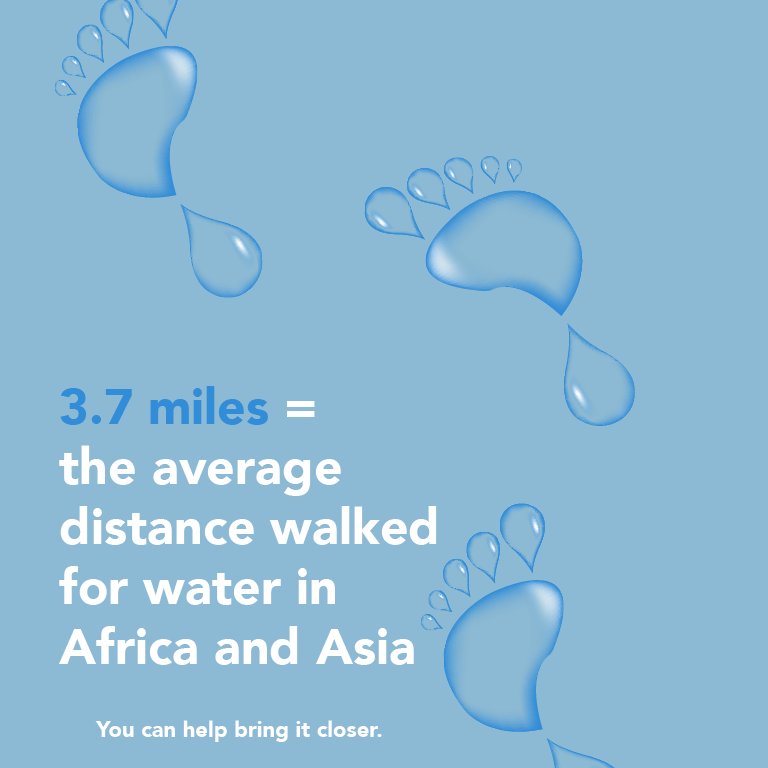 3.7 miles =
the average
distance walked
for water in
Africa and Asia
You can help bring it closer.